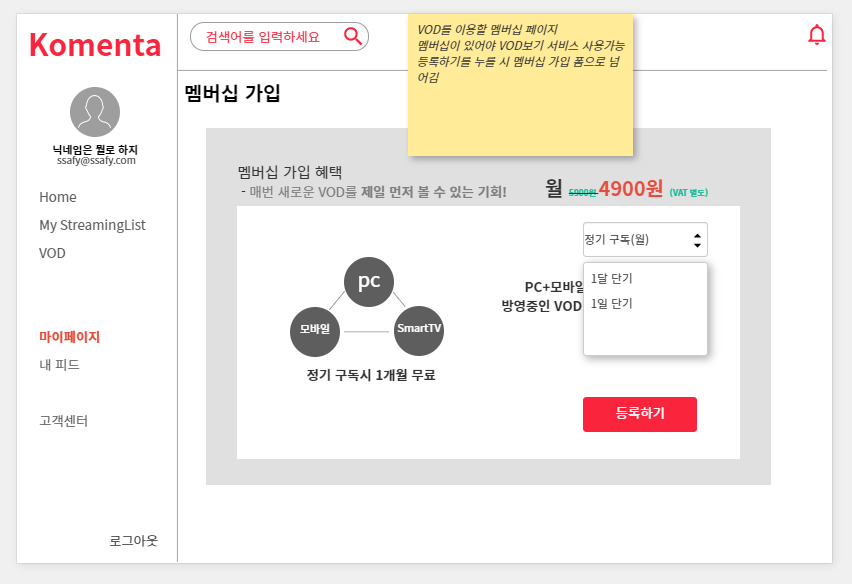 Komenta
검색어를 입력하세요
VOD를 이용할 멤버십 페이지
멤버십이 있어야 VOD보기 서비스 사용가능
등록하기를 누를 시 멤버십 가입 폼으로 넘
어김
닉네임은 뭘로 하지
ssafy@ssafy.com
Home
My StreamingList
VOD
마이페이지
내 피드
고객센터
로그아웃
멤버십 가입
멤버십 가입 혜택
- 매번 새로운 VOD를 제일 먼저 볼 수 있는 기회!
월 5900원 4900원 (VAT 별도)
pc
모바일
SmartTV
정기 구독시 1개월 무료
PC+모바일
방영중인 VOD
정기 구독(월)
1달 단기
1일 단기
등록하기